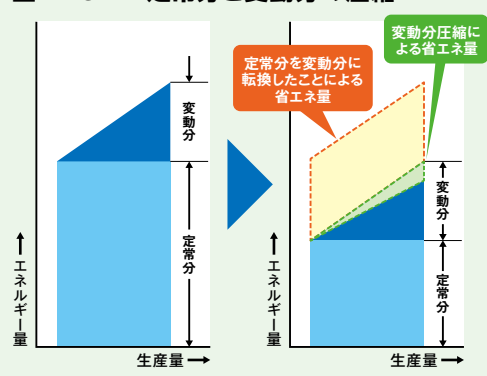 変動分
定常分
エネルギー量
生産量
定常分を変動分に
転換したことによる
省エネ量
変動分圧縮に
よる省エネ量
変動分
定常分
エネルギー量
生産量